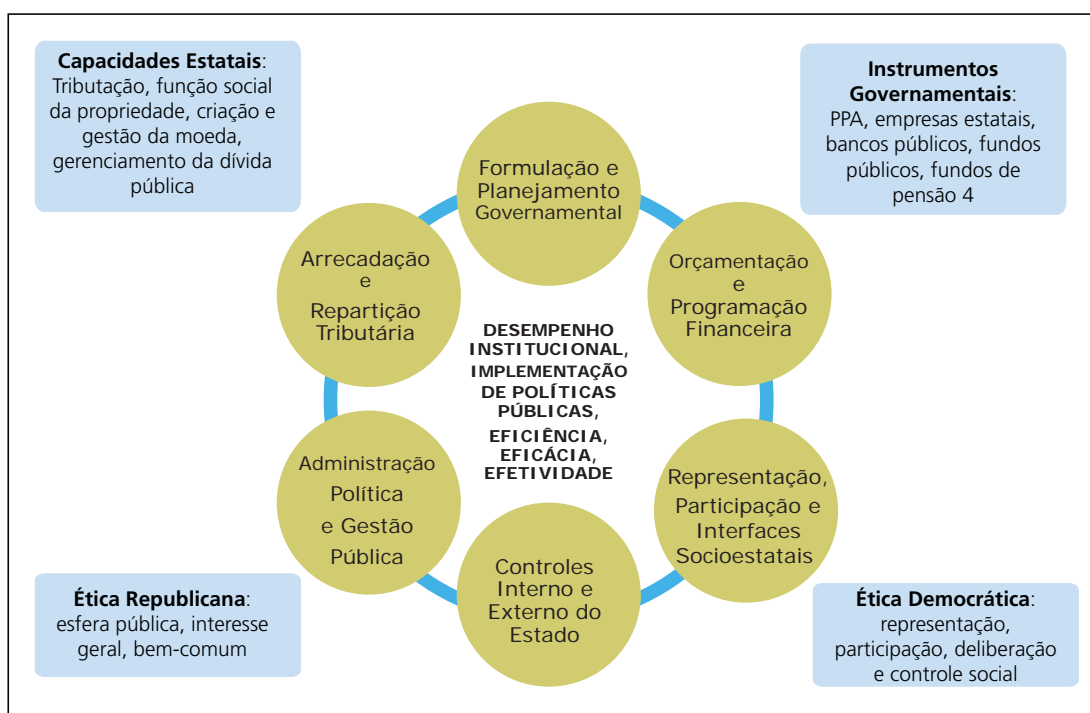 Capacidades Estatais:
Tributação, função social
da propriedade, criação e
gestão da moeda,
gerenciamento da dívida
pública
Instrumentos
Governamentais:
PPA, empresas estatais,
bancos públicos, fundos
públicos, fundos de
pensão 4
Formulação e
Planejamento
Governamental
Arrecadação
e
Repartição
Tributária
Orçamentação
e
Programação
Financeira
DESEMPENHO
INSTITUCIONAL,
IMPLEMENTAÇÃO
DE POLÍTICAS
PÚBLICAS,
EFICIÊNCIA,
EFICÁCIA,
EFETIVIDADE
Administração
Política
e Gestão
Pública
Representação,
Participação e
Interfaces
Socioestatais
Controles
Interno e
Externo do
Estado
Ética Republicana:
esfera pública, interesse
geral, bem-comum
Ética Democrática:
representação,
participação, deliberação
e controle social